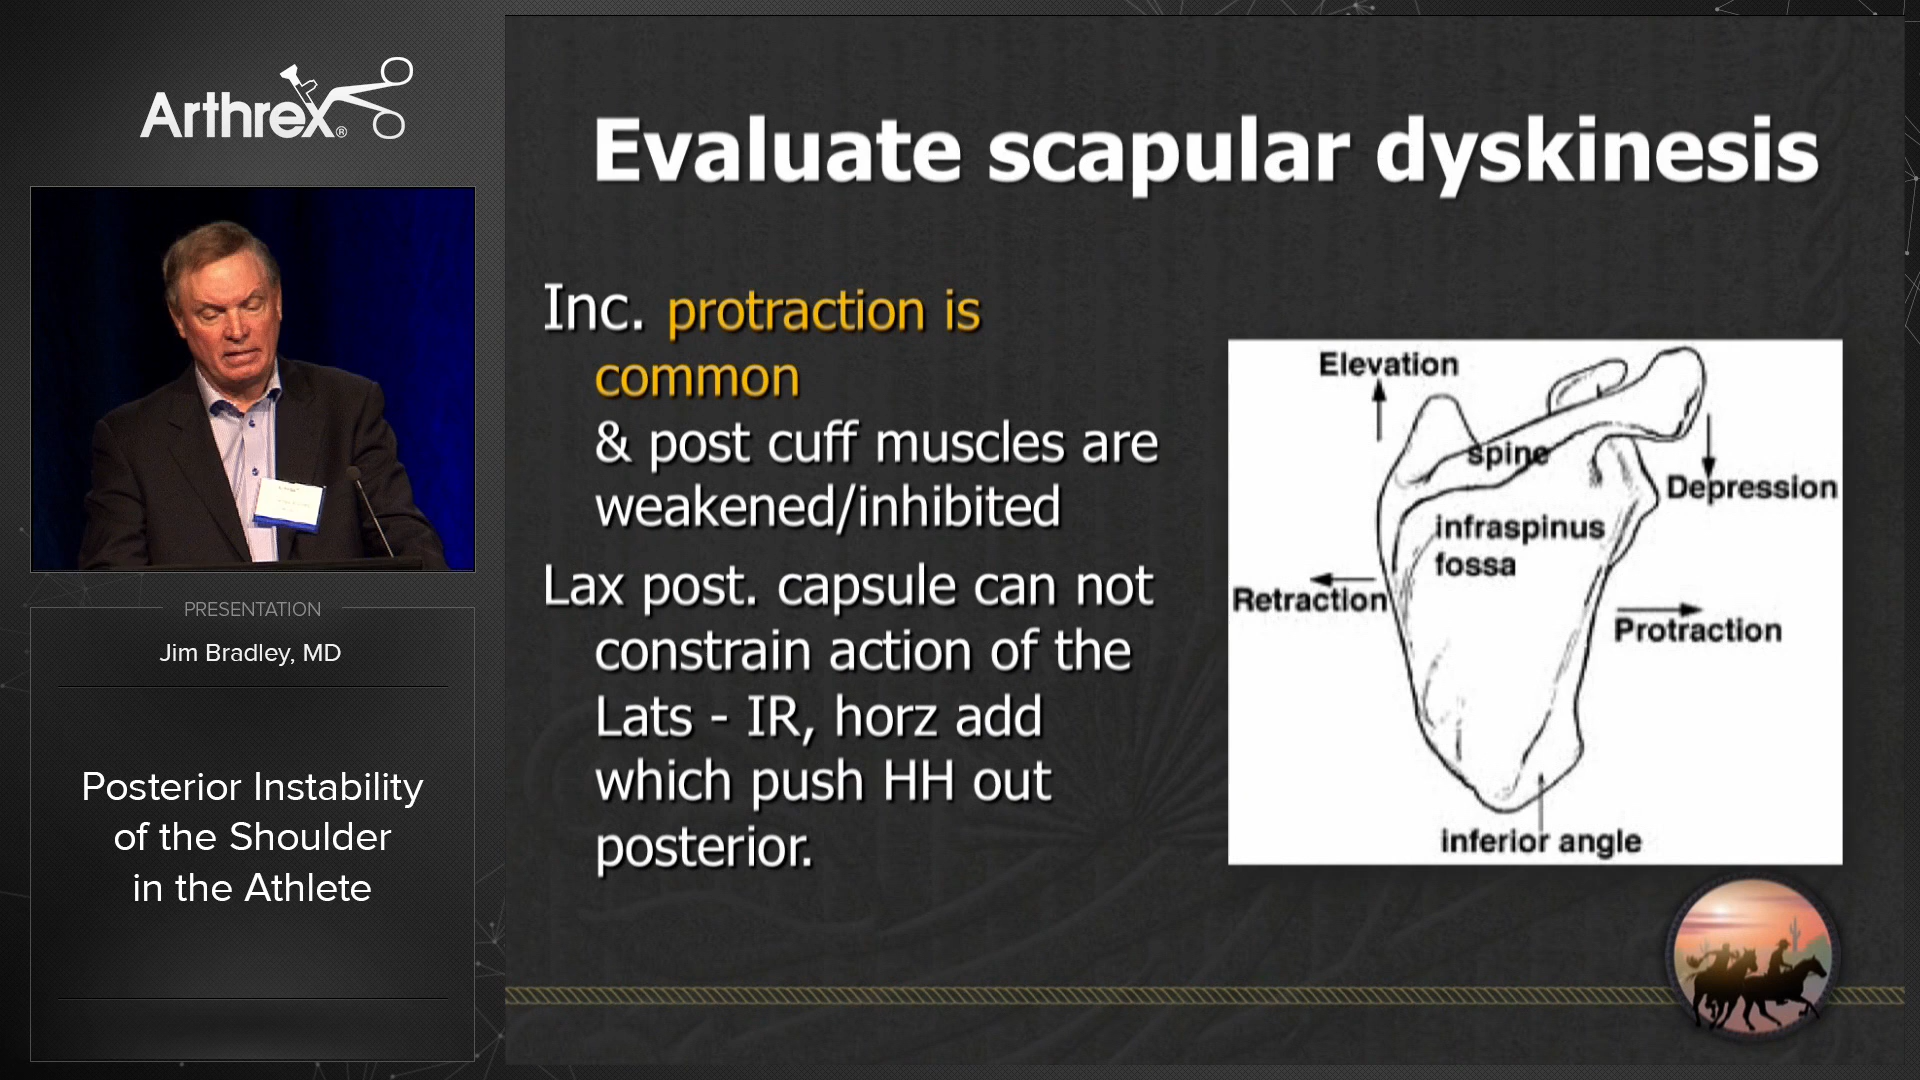 Arthrex®
PRESENTATION
Jim Bradley, MD
Posterior Instability
of the Shoulder
in the Athlete
Evaluate scapular dyskinesis
Inc. protraction is
common
& post cuff muscles are
weakened/inhibited
Lax post. capsule can not
constrain action of the
Lats - IR, horz add
which push HH out
posterior.
Elevation
spine
Depression
infraspinus
fossa
Retraction
Protraction
inferior angle